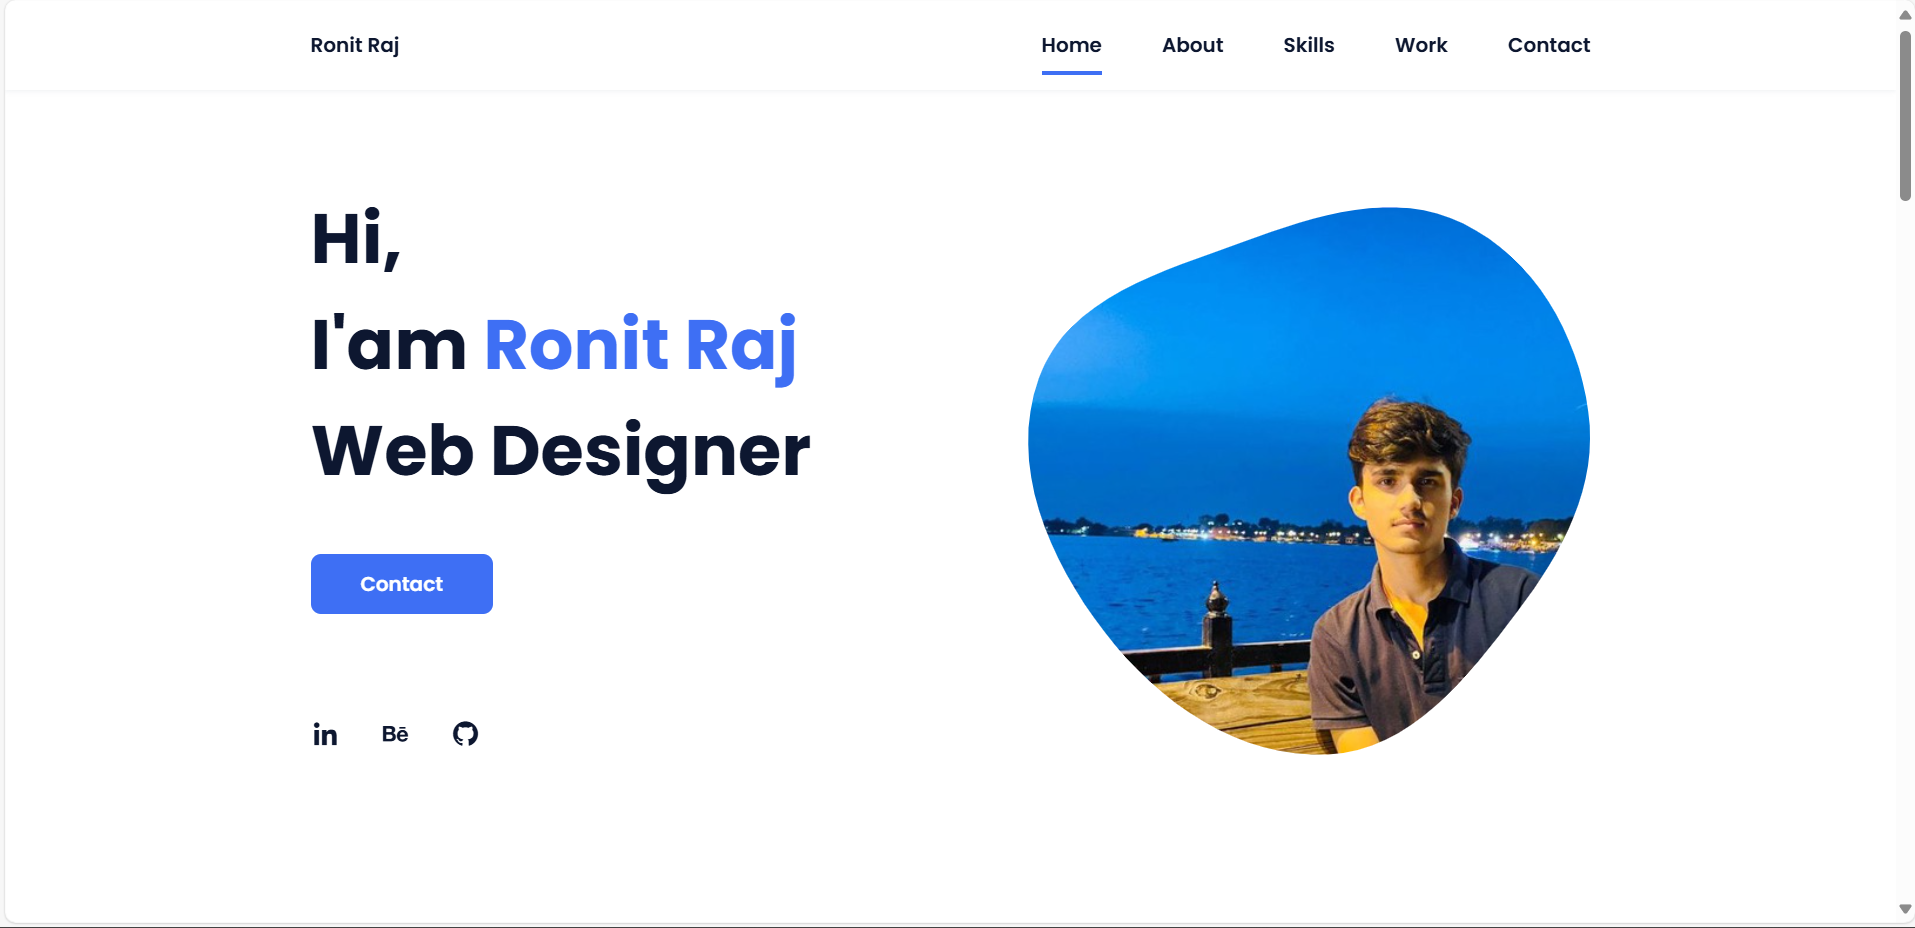 Ronit Raj
Home About Skills Work Contact
Hi,
I'am Ronit Raj
Web Designer
Contact
in Bē